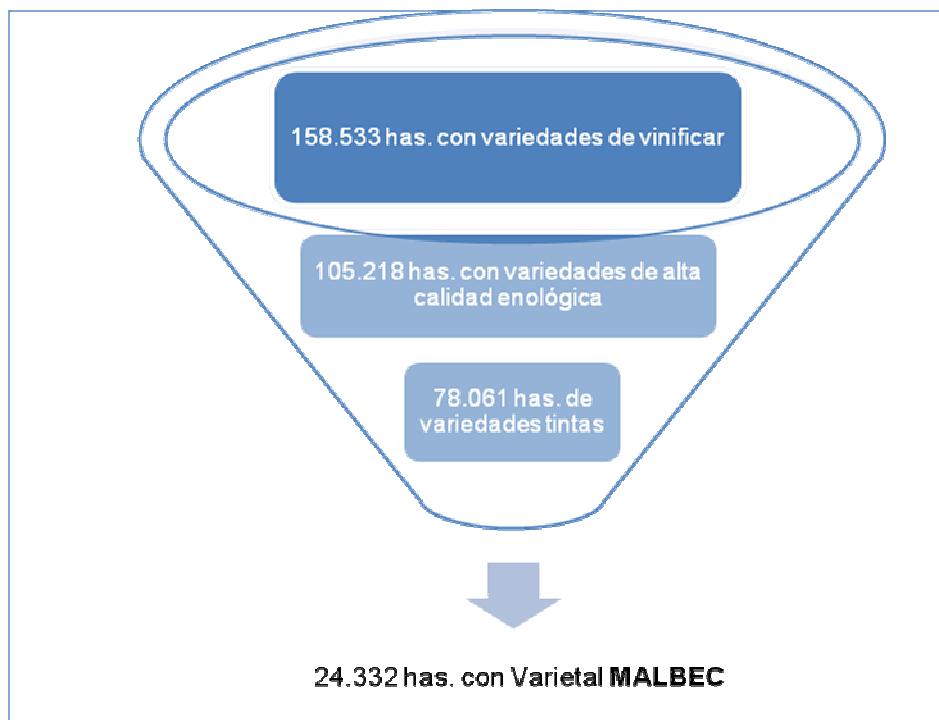 158.533 has. con variedades de vinificar
105.218 has. con variedades de alta
calidad enológica
78.061 has. de
variedades tintas
24.332 has. con Varietal MALBEC